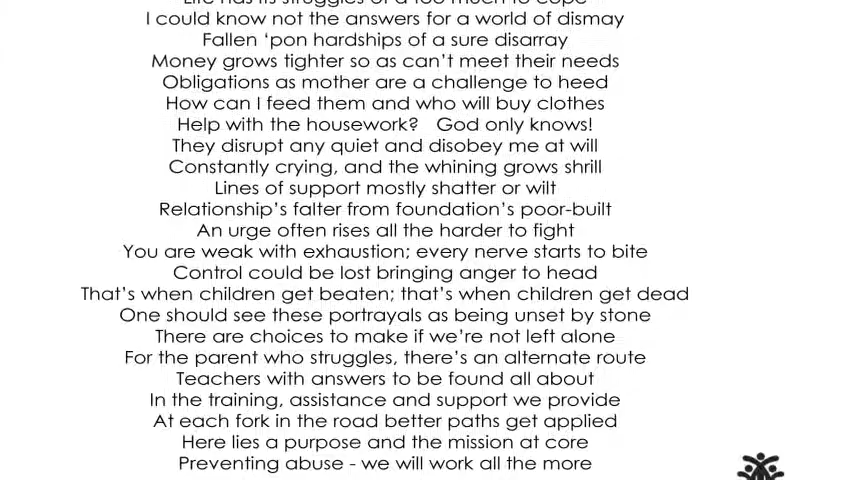 Life has its struggles of a too much to cope
I could know not the answers for a world of dismay
Fallen ‘pon hardships of a sure disarray
Money grows tighter so as can’t meet their needs
Obligations as mother are a challenge to heed
How can I feed them and who will buy clothes
Help with the housework?   God only knows!
They disrupt any quiet and disobey me at will
Constantly crying, and the whining grows shrill
Lines of support mostly shatter or wilt
Relationship’s falter from foundation’s poor-built
An urge often rises all the harder to fight
You are weak with exhaustion; every nerve starts to bite
Control could be lost bringing anger to head
That’s when children get beaten; that’s when children get dead
One should see these portrayals as being unset by stone
There are choices to make if we’re not left alone
For the parent who struggles, there’s an alternate route
Teachers with answers to be found all about
In the training, assistance and support we provide
At each fork in the road better paths get applied
Here lies a purpose and the mission at core
Preventing abuse - we will work all the more